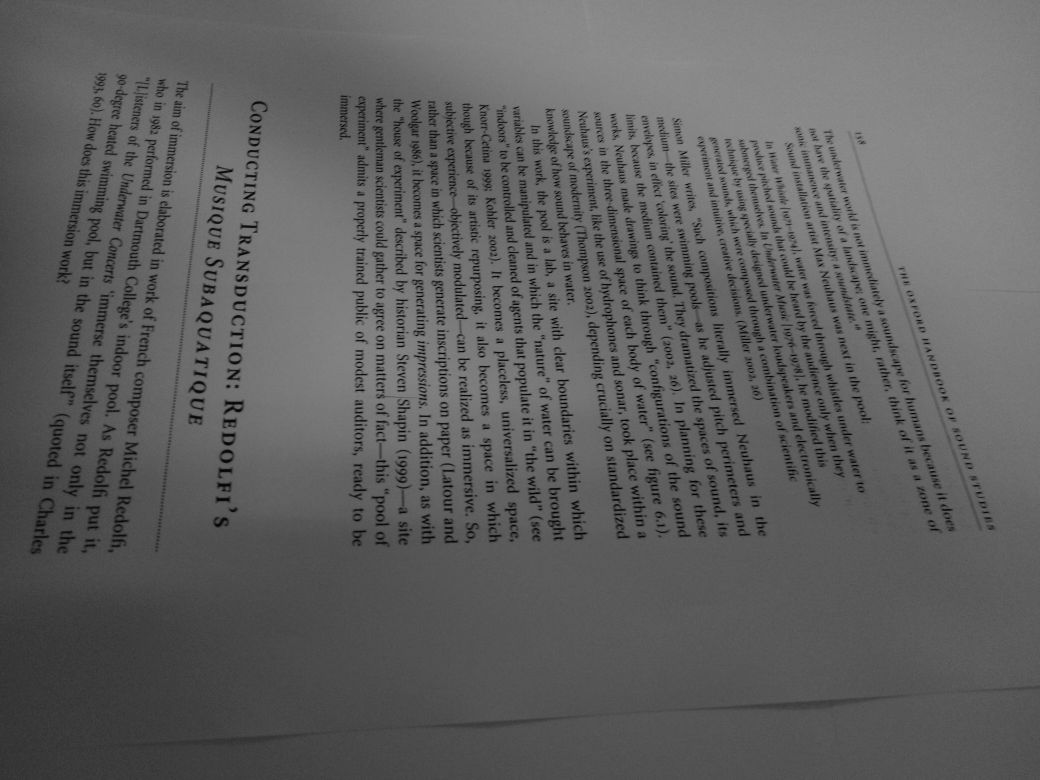 158 THE OXFORD HANDBOOK OF SOUND STUDIES
The underwater world is not immediately a soundscape for humans because it does
not have the spatiality of a landscape; one might, rather, think of it as a zone of
sonic immanence and intensity: a soundstate.
Sound installation artist Max Neuhaus was next in the pool:
In Water Whistle [1971–1974], water was forced through whistles under water to
produce pitched sounds that could be heard by the audience only when they
submerged themselves. In Underwater Music [1976–1978], he modified this
technique by using specially designed underwater loudspeakers and electronically
generated sounds, which were composed through a combination of scientific
experiment and intuitive, creative decisions. (Miller 2002, 26)
Simon Miller writes, "Such compositions literally immersed Neuhaus in the
medium—the sites were swimming pools—as he adjusted pitch perimeters and
envelopes, in effect 'coloring' the sound. They dramatized the spaces of sound, its
limits, because the medium contained them" (2002, 26). In planning for these
works, Neuhaus made drawings to think through "configurations of the sound
sources in the three-dimensional space of each body of water" (see figure 6.1).
Neuhaus's experiment, like the use of hydrophones and sonar, took place within a
soundscape of modernity (Thompson 2002), depending crucially on standardized
knowledge of how sound behaves in water.
In this work, the pool is a lab, a site with clear boundaries within which
variables can be manipulated and in which the "nature" of water can be brought
"indoors" to be controlled and cleaned of agents that populate it in "the wild" (see
Knorr-Cetina 1999; Kohler 2002). It becomes a placeless, universalized space,
though because of its artistic repurposing, it also becomes a space in which
subjective experience—objectively modulated—can be realized as immersive. So,
rather than a space in which scientists generate inscriptions on paper (Latour and
Woolgar 1986), it becomes a space for generating impressions. In addition, as with
the "house of experiment" described by historian Steven Shapin (1999)—a site
where gentleman scientists could gather to agree on matters of fact—this "pool of
experiment" admits a properly trained public of modest auditors, ready to be
immersed.
CONDUCTING TRANSDUCTION: REDOLFI'S
MUSIQUE SUBAQUATIQUE
The aim of immersion is elaborated in work of French composer Michel Redolfi,
who in 1982 performed in Dartmouth College's indoor pool. As Redolfi put it,
"[L]isteners of the Underwater Concerts 'immerse themselves not only in the
90-degree heated swimming pool, but in the sound itself'" (quoted in Charles
1993, 60). How does this immersion work?